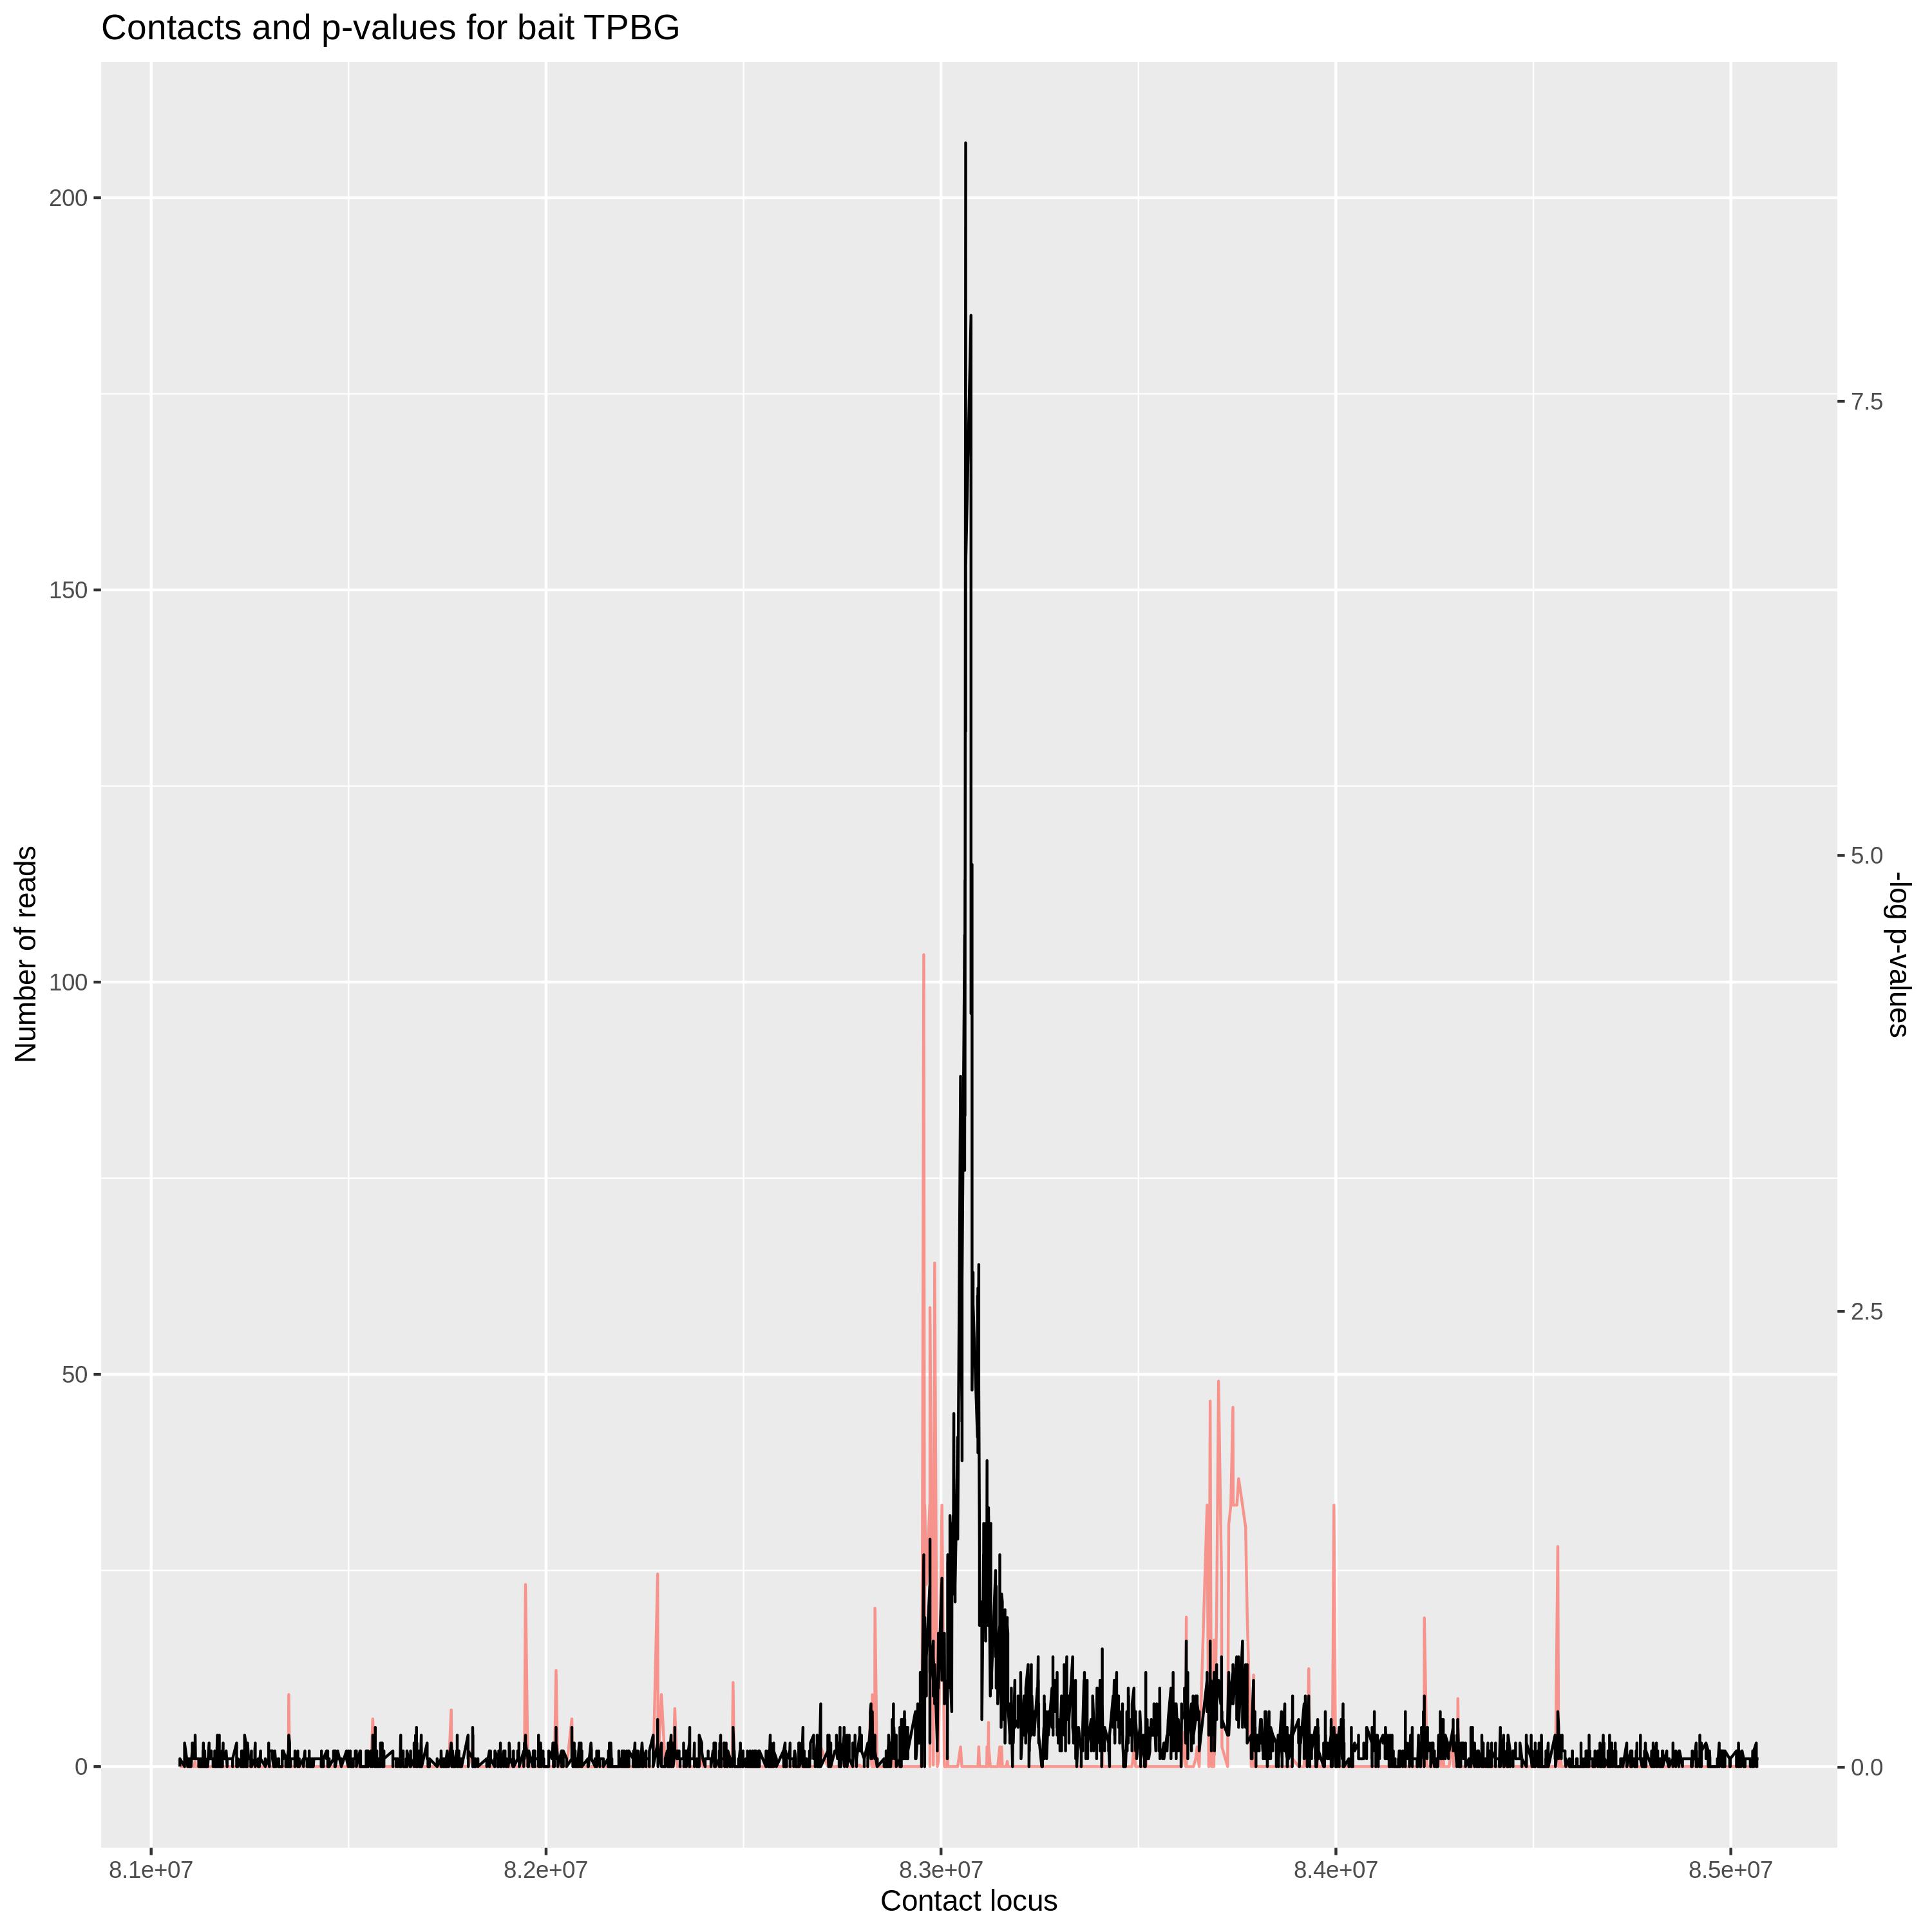 Contacts and p-values for bait TPBG
200
150
100
50
0
Number of reads
7.5
5.0
2.5
0.0
-log p-values
8.1e+07 8.2e+07 8.3e+07 8.4e+07 8.5e+07
Contact locus